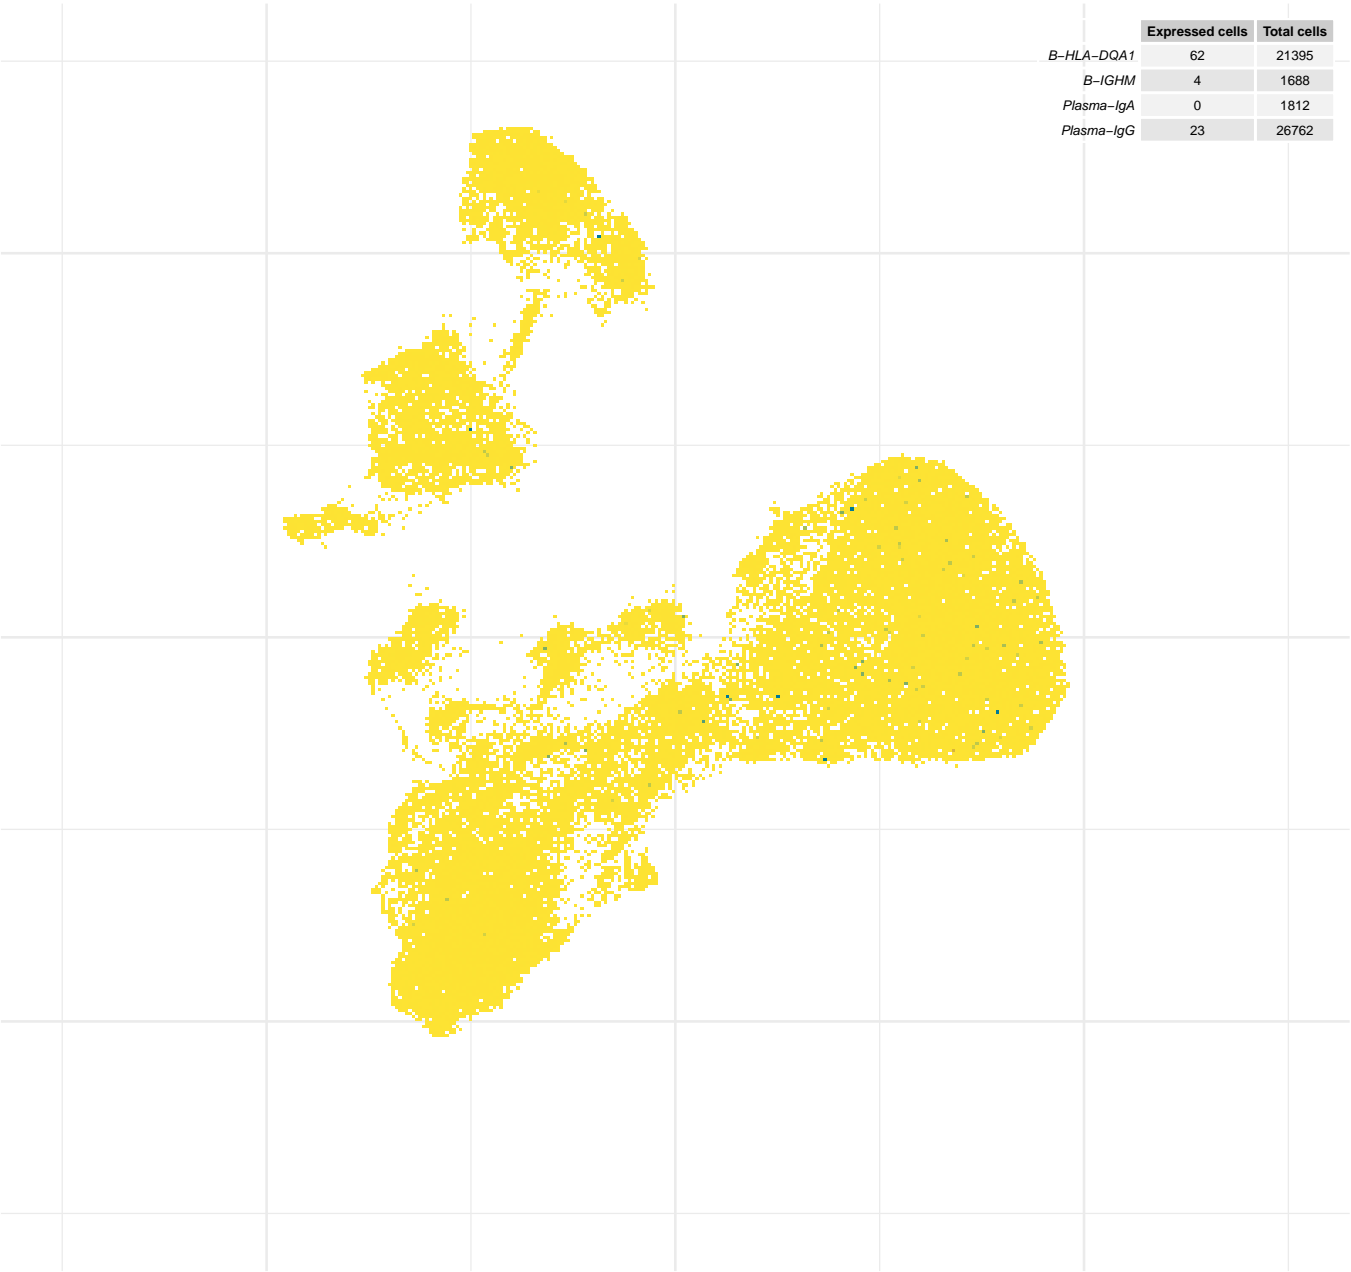 Expressed cells Total cells
B−HLA−DQA1 62 21395
B−IGHM 4 1688
Plasma−IgA 0 1812
Plasma−IgG 23 26762